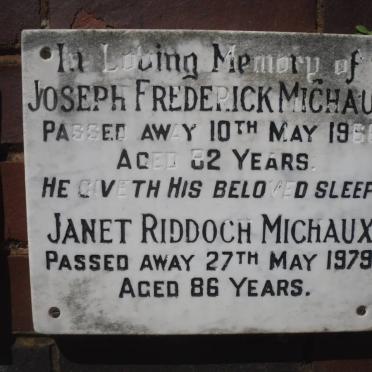 In Loving Memory of
JOSEPH FREDERICK MICHAU
PASSED AWAY 10TH MAY
AGED 82 YEARS.
HE GIVETH HIS BELOVED SLEEP
JANET RIDDOCH MICHAUX
PASSED AWAY 27TH MAY 1979
AGED 86 YEARS.